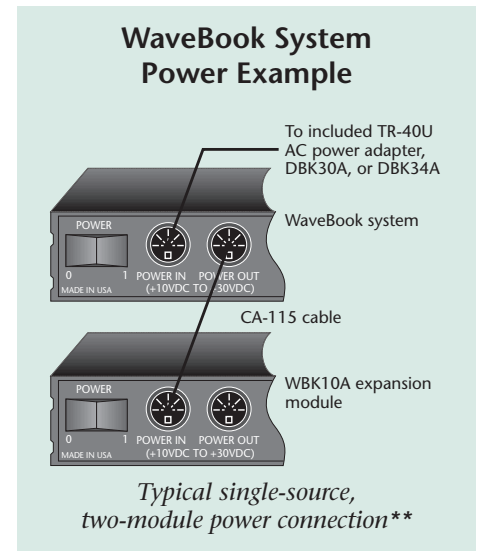 WaveBook System
Power Example
To included TR-40U
AC power adapter,
DBK30A, or DBK34A
WaveBook system
POWER
0 1
MADE IN USA
POWER IN POWER OUT
(+10VDC TO +30VDC)
CA-115 cable
WBK10A expansion
module
POWER
0 1
MADE IN USA
POWER IN POWER OUT
(+10VDC TO +30VDC)
Typical single-source,
two-module power connection**